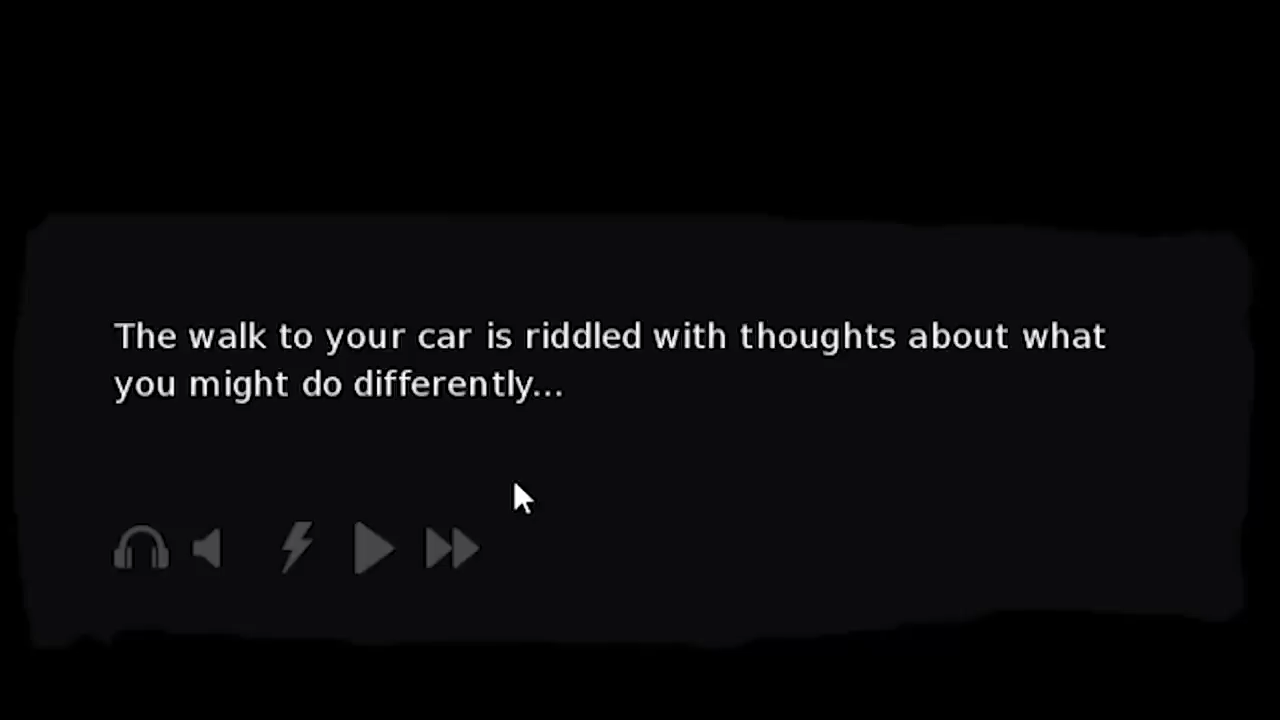 The walk to your car is riddled with thoughts about what
you might do differently...